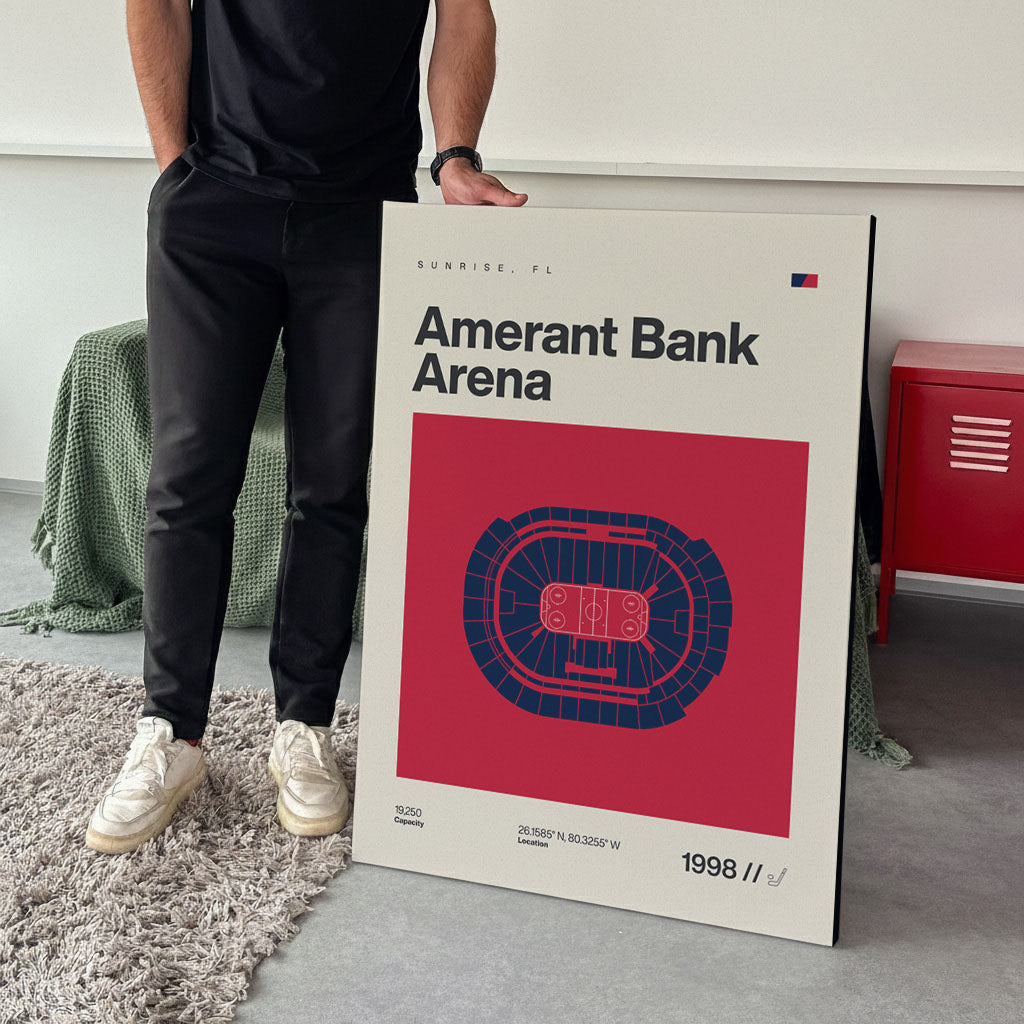 SUNRISE, FL
Amerant Bank
Arena
19,250
Capacity
26.1585° N, 80.3255° W
Location
1998 //